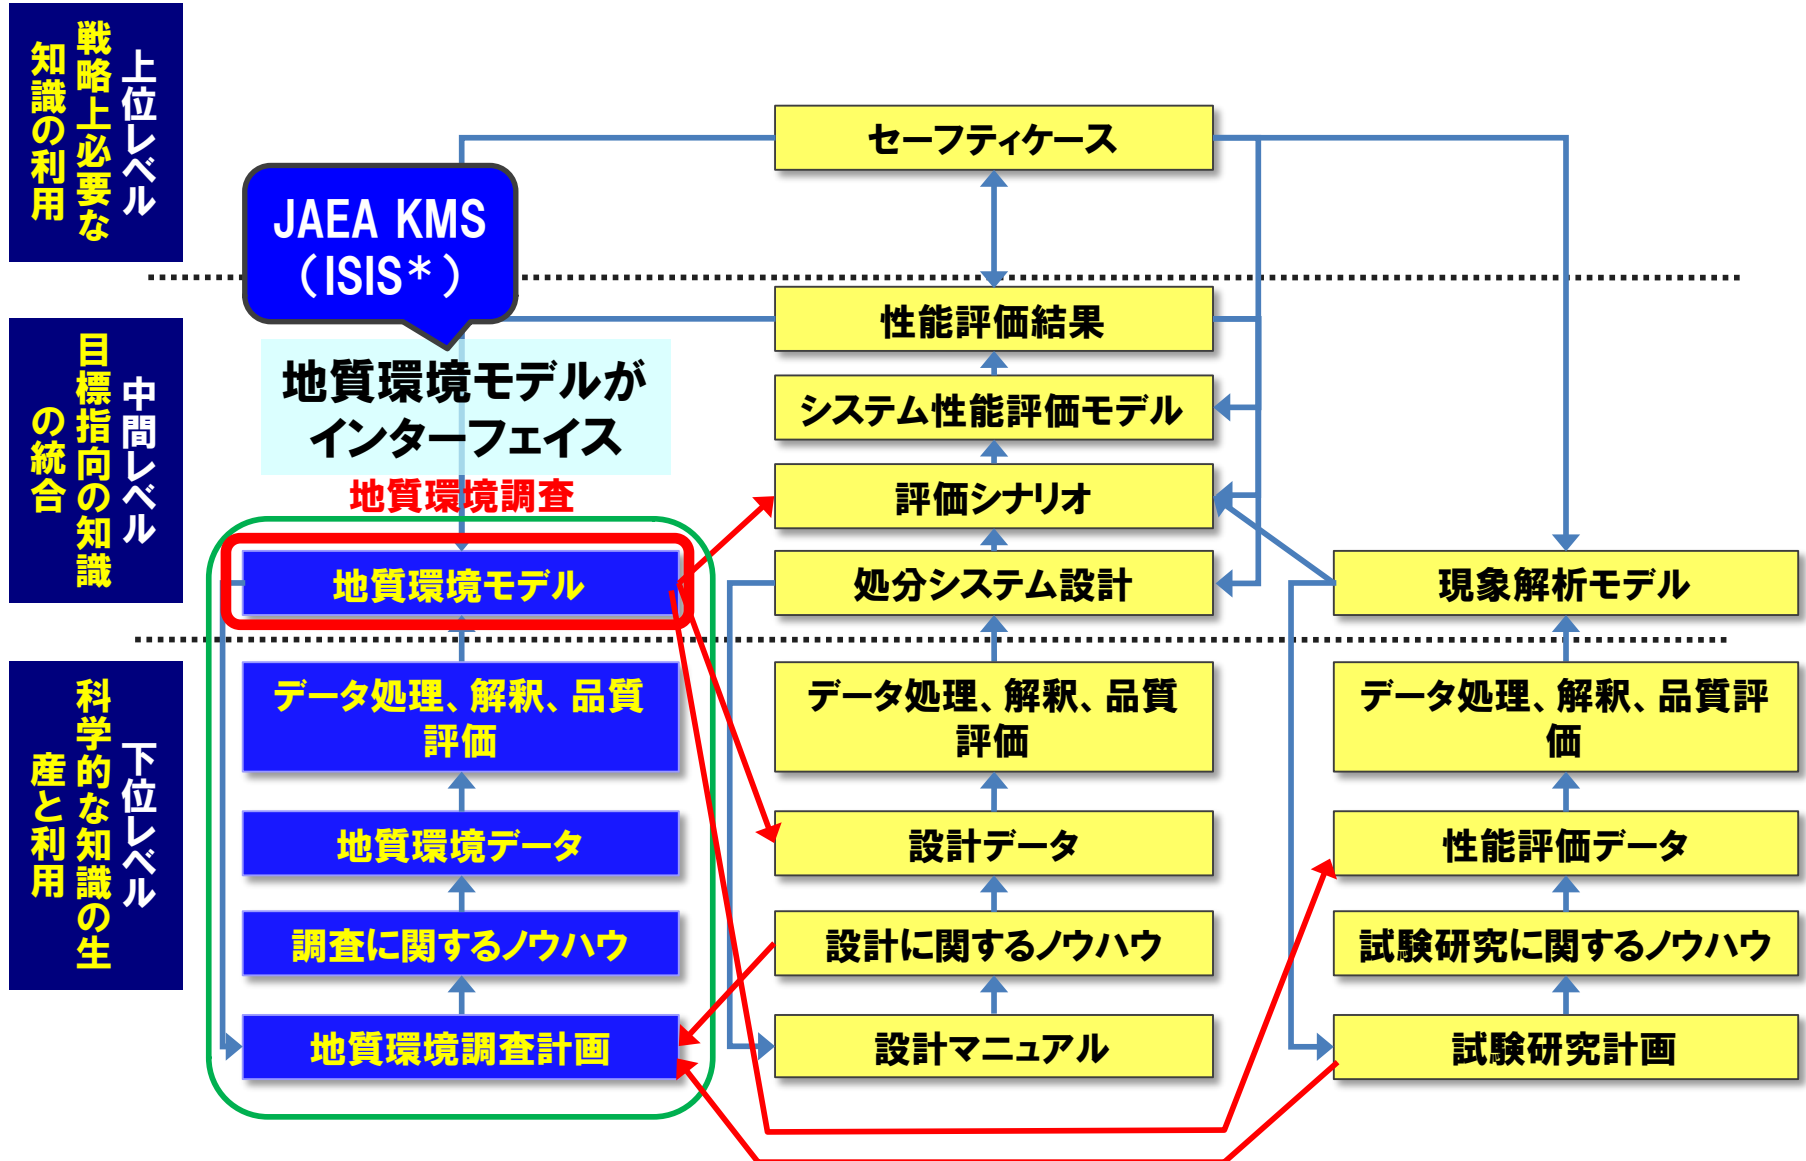 上位レベル
戦略上必要な
知識の利用
セーフティケース
JAEA KMS
（ISIS*）
中間レベル
目標指向の知識
の統合
性能評価結果
地質環境モデルが
インターフェイス
システム性能評価モデル
地質環境調査
評価シナリオ
地質環境モデル
処分システム設計
現象解析モデル
下位レベル
科学的な知識の生
産と利用
データ処理、解釈、品質
評価
データ処理、解釈、品質
評価
データ処理、解釈、品質評
価
地質環境データ
設計データ
性能評価データ
調査に関するノウハウ
設計に関するノウハウ
試験研究に関するノウハウ
地質環境調査計画
設計マニュアル
試験研究計画